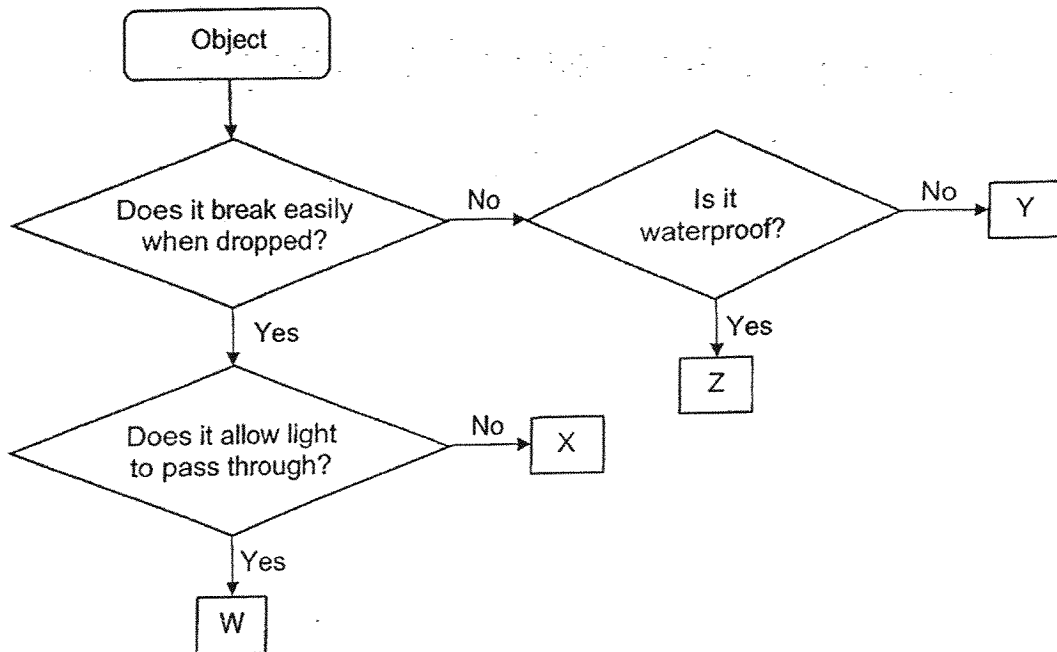 Object
Does it break easily
when dropped?
No
Is it
waterproof?
No
Y
Yes
Yes
Z
Does it allow light
to pass through?
No
X
Yes
W